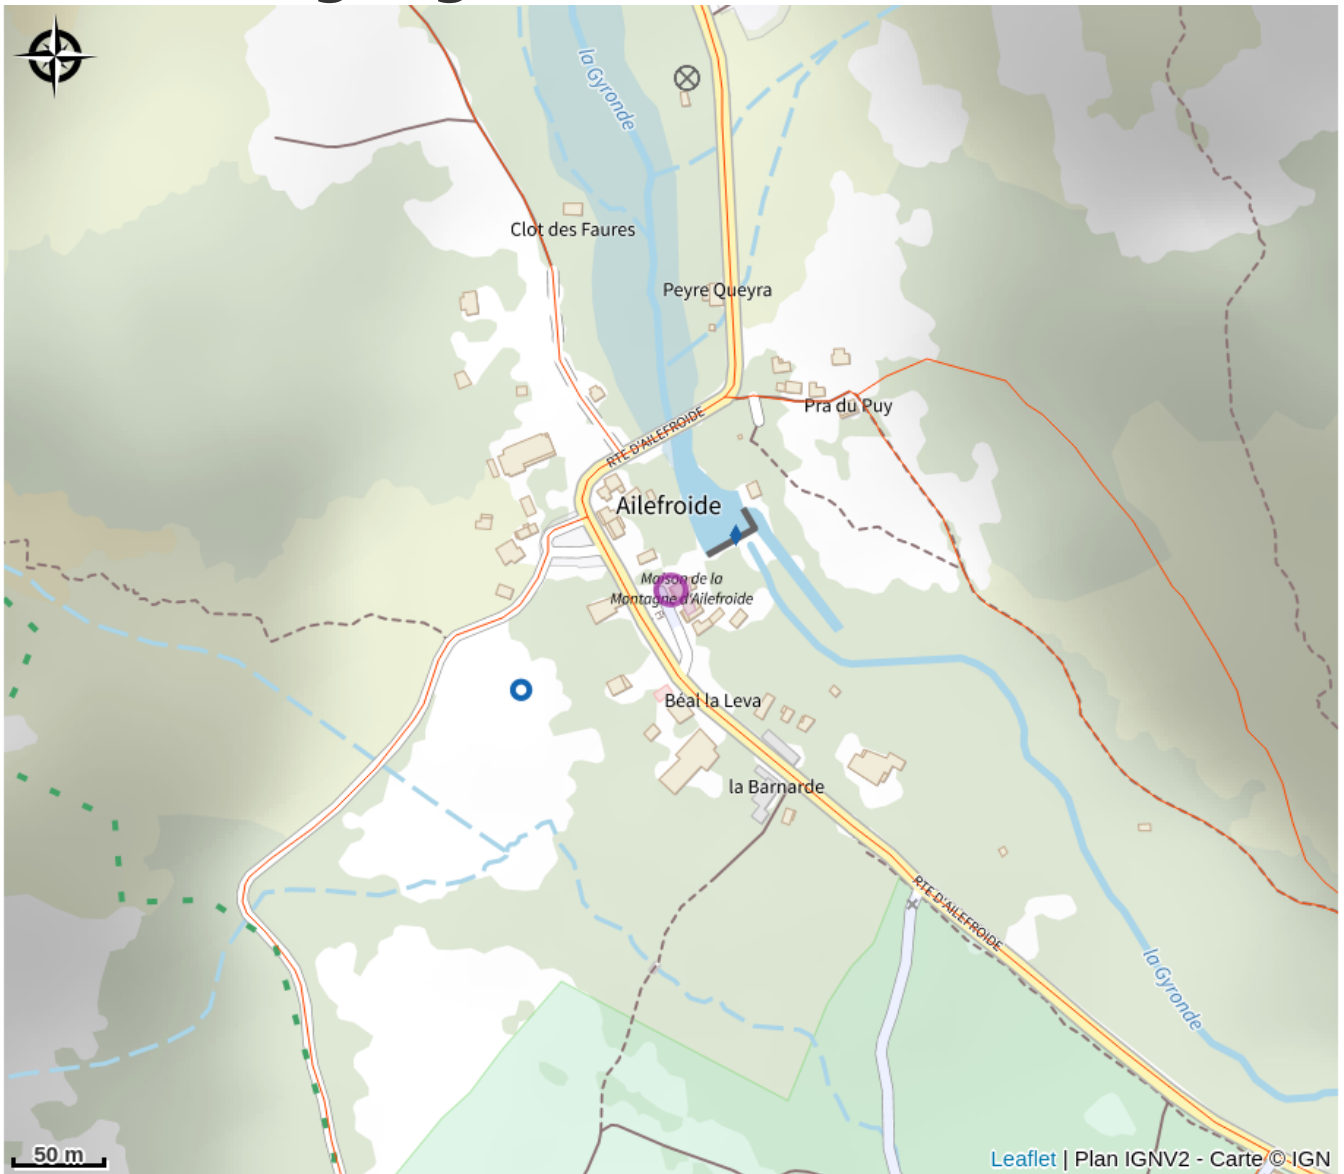 la Gyronde
Clot des Faures
Peyre Queyra
Pra du Puy
RTE D'AILEFROIDE
Ailefroide
Maison de la
Montagne d'Ailefroide
Béal la Leva
la Barnarde
RTE D'AILEFROIDE
la Gyronde
50 m
Leaflet | Plan IGNV2 - Carte © IGN